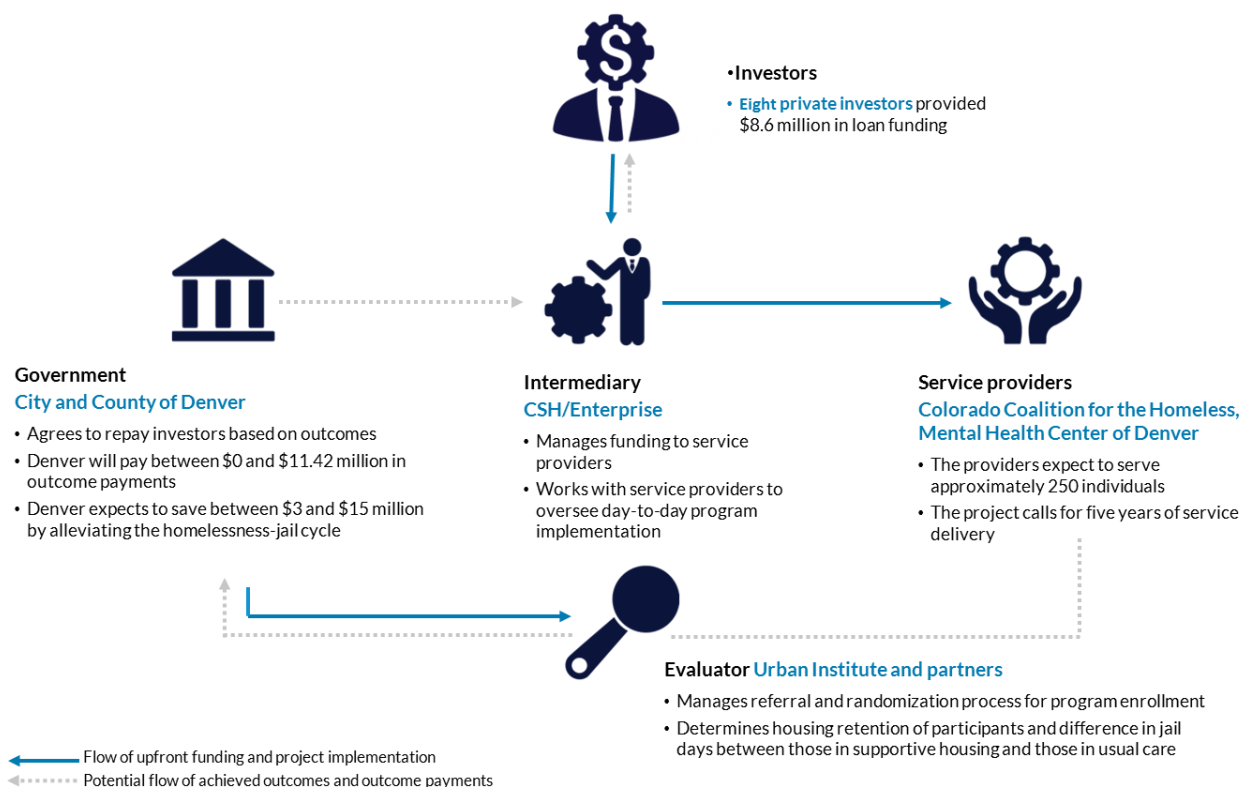 •Investors
• Eight private investors provided
$8.6 million in loan funding
Government
City and County of Denver
• Agrees to repay investors based on outcomes
• Denver will pay between $0 and $11.42 million in
outcome payments
• Denver expects to save between $3 and $15 million
by alleviating the homelessness-jail cycle
Intermediary
CSH/Enterprise
• Manages funding to service
providers
• Works with service providers to
oversee day-to-day program
implementation
Service providers
Colorado Coalition for the Homeless,
Mental Health Center of Denver
• The providers expect to serve
approximately 250 individuals
• The project calls for five years of service
delivery
Evaluator Urban Institute and partners
• Manages referral and randomization process for program enrollment
• Determines housing retention of participants and difference in jail
days between those in supportive housing and those in usual care
Flow of upfront funding and project implementation
Potential flow of achieved outcomes and outcome payments